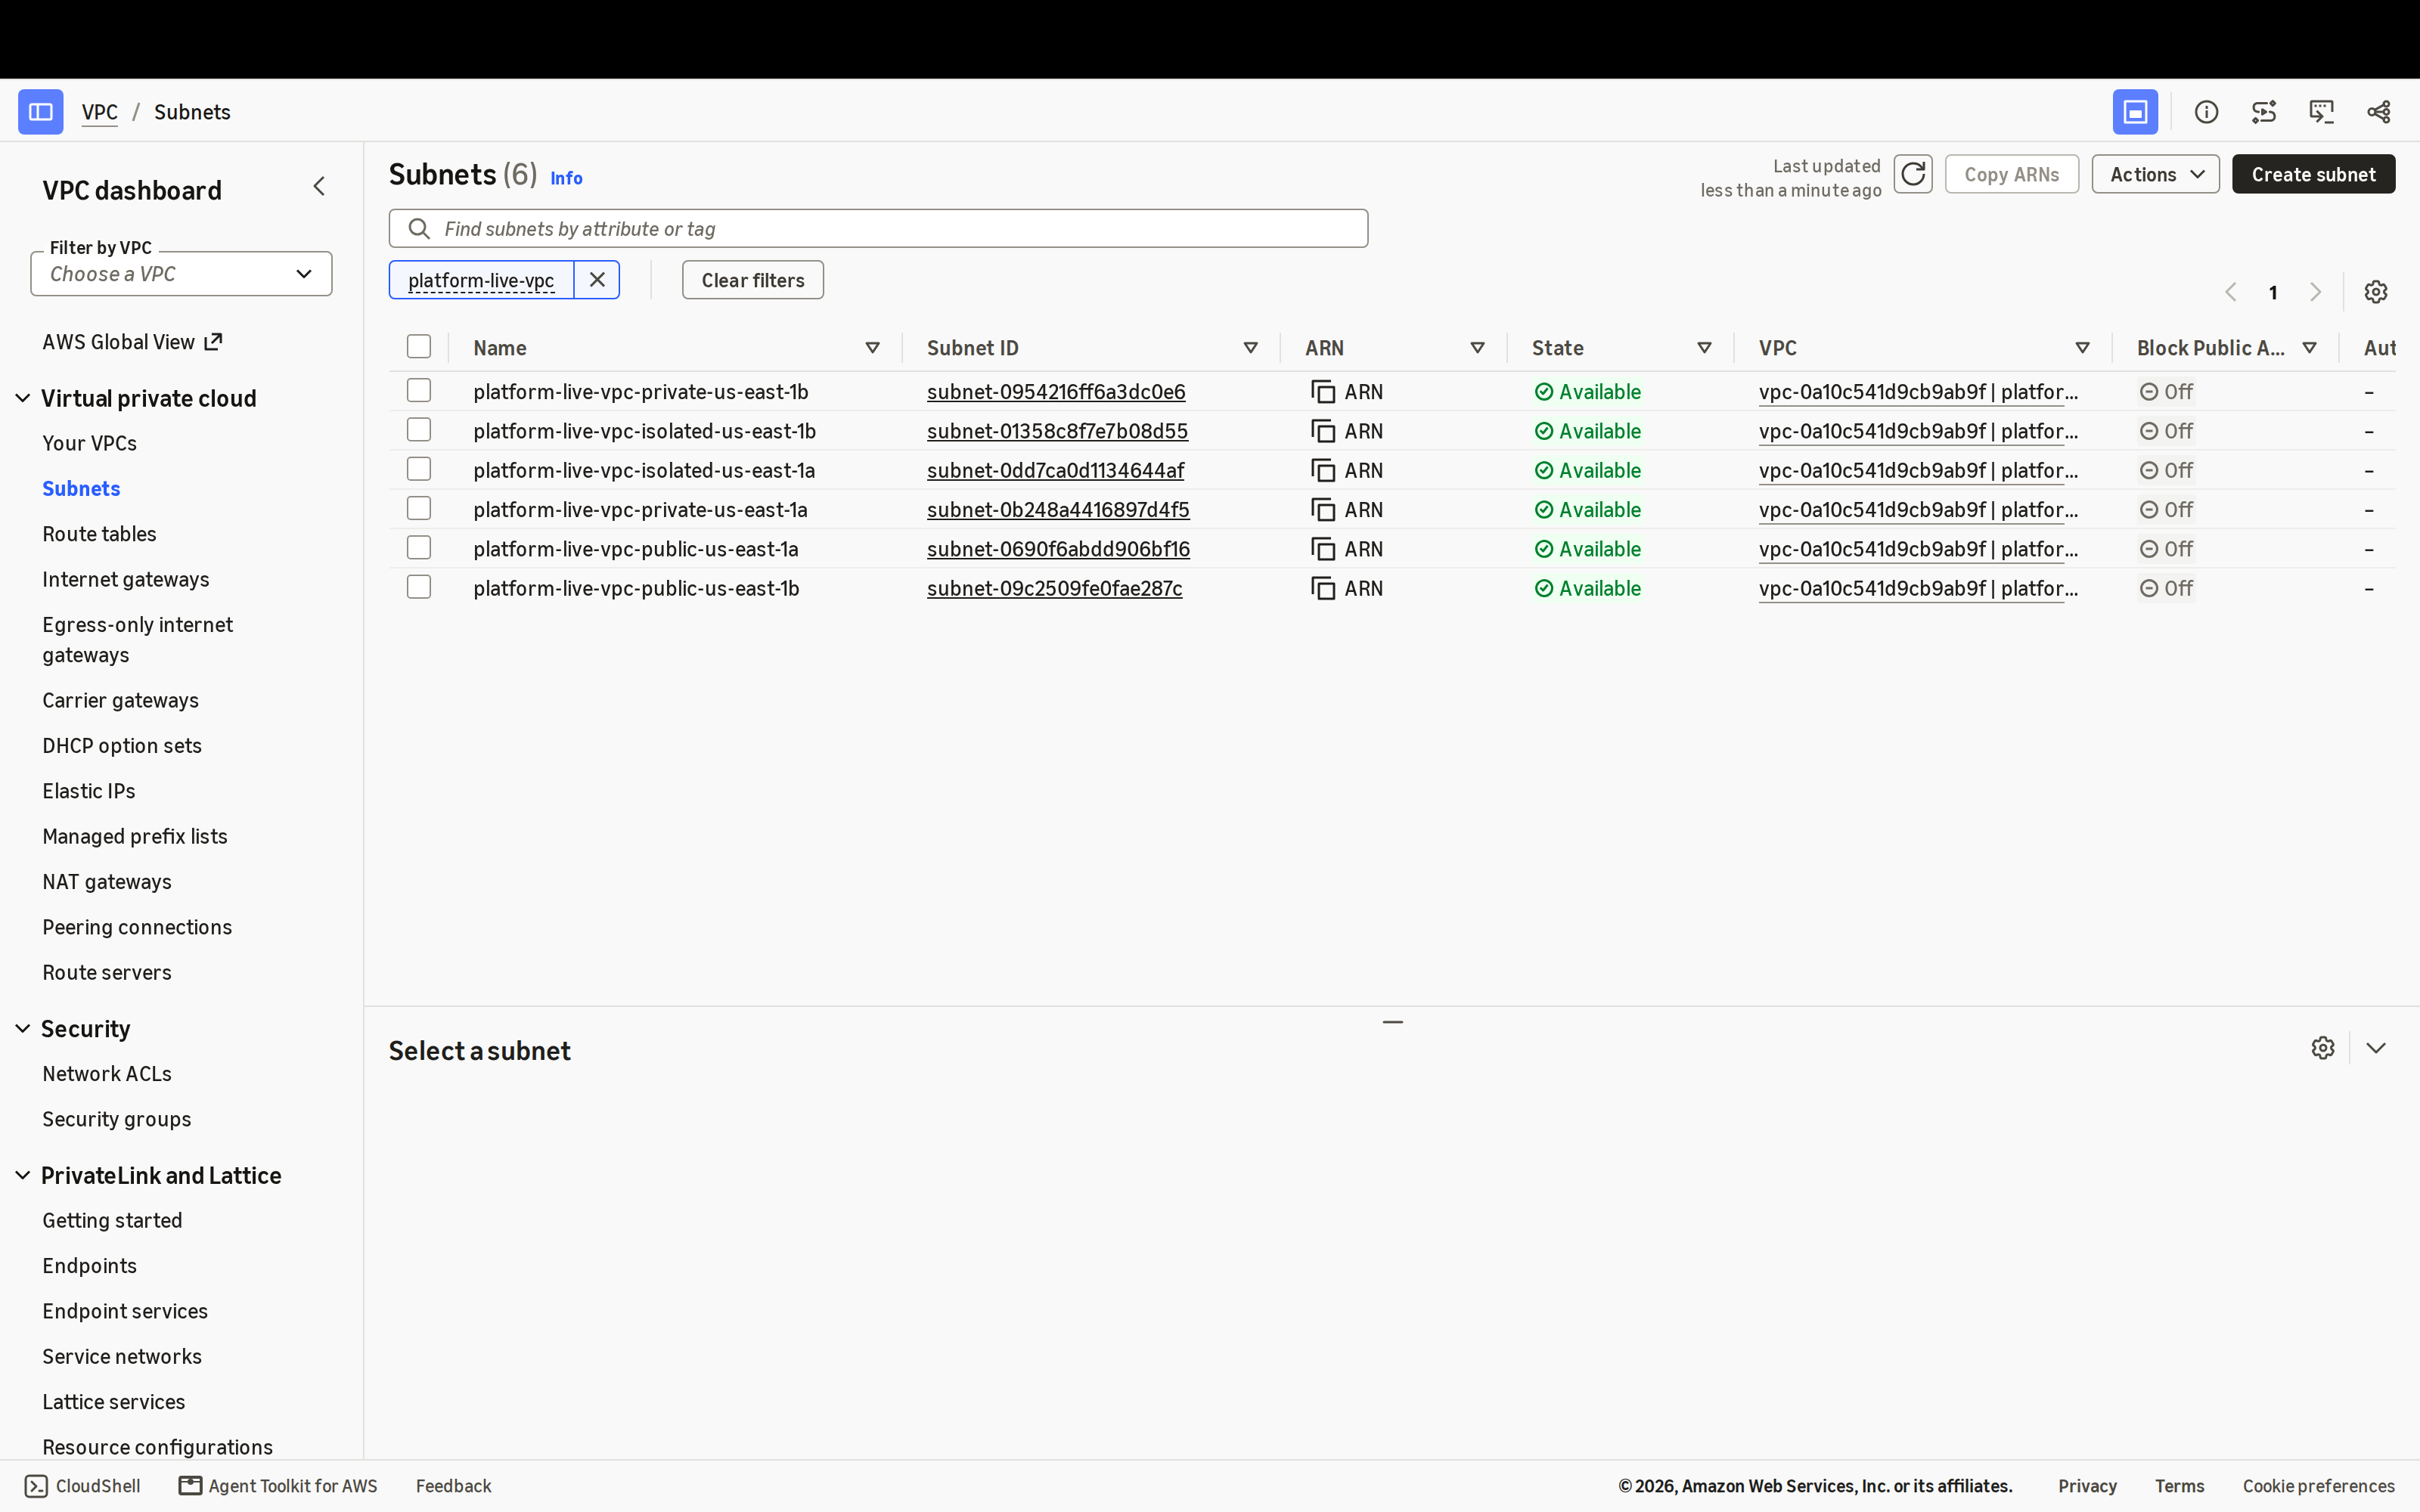 VPC / Subnets
VPC dashboard
Filter by VPC
Choose a VPC
AWS Global View
Virtual private cloud
Your VPCs
Subnets
Route tables
Internet gateways
Egress-only internet
gateways
Carrier gateways
DHCP option sets
Elastic IPs
Managed prefix lists
NAT gateways
Peering connections
Route servers
Security
Network ACLs
Security groups
PrivateLink and Lattice
Getting started
Endpoints
Endpoint services
Service networks
Lattice services
Resource configurations
Subnets (6) Info
Last updated
less than a minute ago
Copy ARNs
Actions
Create subnet
Find subnets by attribute or tag
platform-live-vpc
Clear filters
1
Name Subnet ID ARN State VPC Block Public A... Aut
platform-live-vpc-private-us-east-1b subnet-0954216ff6a3dc0e6 ARN Available vpc-0a10c541d9cb9ab9f | platfor... Off –
platform-live-vpc-isolated-us-east-1b subnet-01358c8f7e7b08d55 ARN Available vpc-0a10c541d9cb9ab9f | platfor... Off –
platform-live-vpc-isolated-us-east-1a subnet-0dd7ca0d1134644af ARN Available vpc-0a10c541d9cb9ab9f | platfor... Off –
platform-live-vpc-private-us-east-1a subnet-0b248a4416897d4f5 ARN Available vpc-0a10c541d9cb9ab9f | platfor... Off –
platform-live-vpc-public-us-east-1a subnet-0690f6abdd906bf16 ARN Available vpc-0a10c541d9cb9ab9f | platfor... Off –
platform-live-vpc-public-us-east-1b subnet-09c2509fe0fae287c ARN Available vpc-0a10c541d9cb9ab9f | platfor... Off –
Select a subnet
CloudShell Agent Toolkit for AWS Feedback © 2026, Amazon Web Services, Inc. or its affiliates. Privacy Terms Cookie preferences